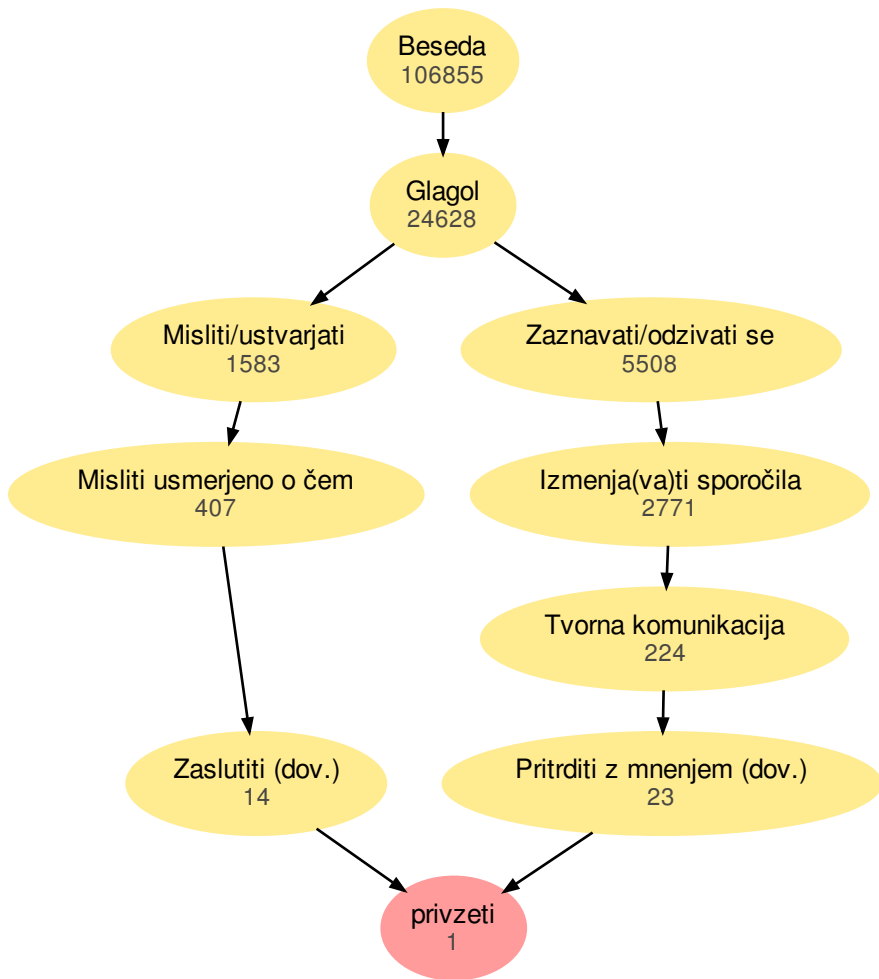 Beseda
106855
Glagol
24628
Misliti/ustvarjati
1583
Zaznavati/odzivati se
5508
Misliti usmerjeno o čem
407
Izmenja(va)ti sporočila
2771
Tvorna komunikacija
224
Zaslutiti (dov.)
14
Pritrditi z mnenjem (dov.)
23
privzeti
1